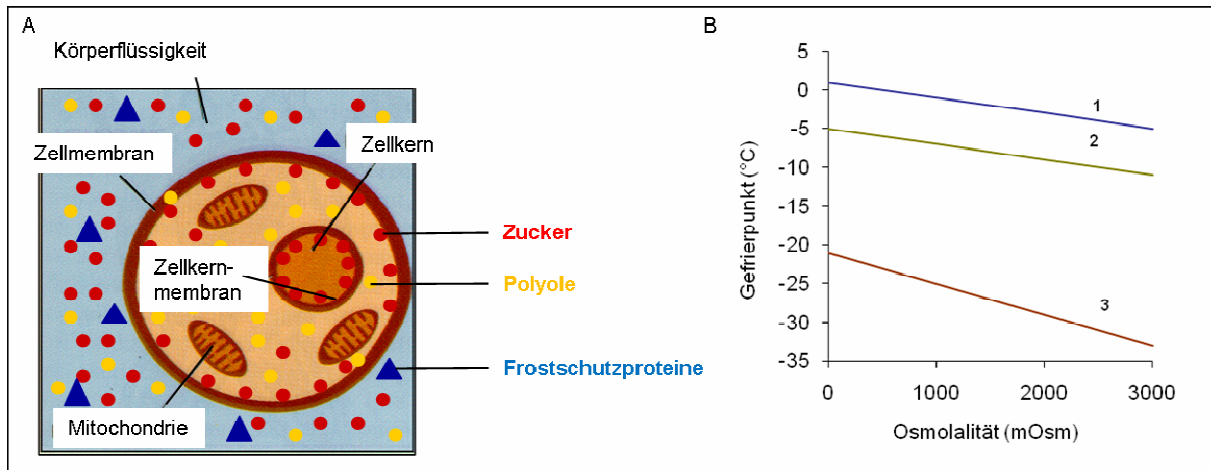 A
Körperflüssigkeit
Zellmembran
Zellkern
Zellkern-
membran
Mitochondrie
Zucker
Polyole
Frostschutzproteine
B
Gefrierpunkt (°C)
5
0
-5
-10
-15
-20
-25
-30
-35
1
2
3
0
1000
2000
3000
Osmolalität (mOsm)